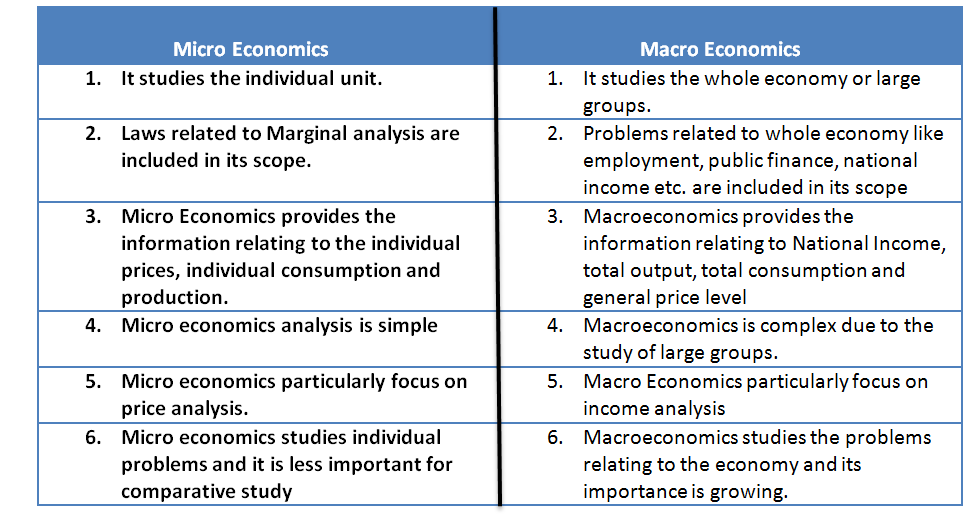 Micro Economics
Macro Economics
1. It studies the individual unit.
1. It studies the whole economy or large
groups.
2. Laws related to Marginal analysis are
included in its scope.
2. Problems related to whole economy like
employment, public finance, national
income etc. are included in its scope
3. Micro Economics provides the
information relating to the individual
prices, individual consumption and
production.
3. Macroeconomics provides the
information relating to National Income,
total output, total consumption and
general price level
4. Micro economics analysis is simple
4. Macroeconomics is complex due to the
study of large groups.
5. Micro economics particularly focus on
price analysis.
5. Macro Economics particularly focus on
income analysis
6. Micro economics studies individual
problems and it is less important for
comparative study
6. Macroeconomics studies the problems
relating to the economy and its
importance is growing.